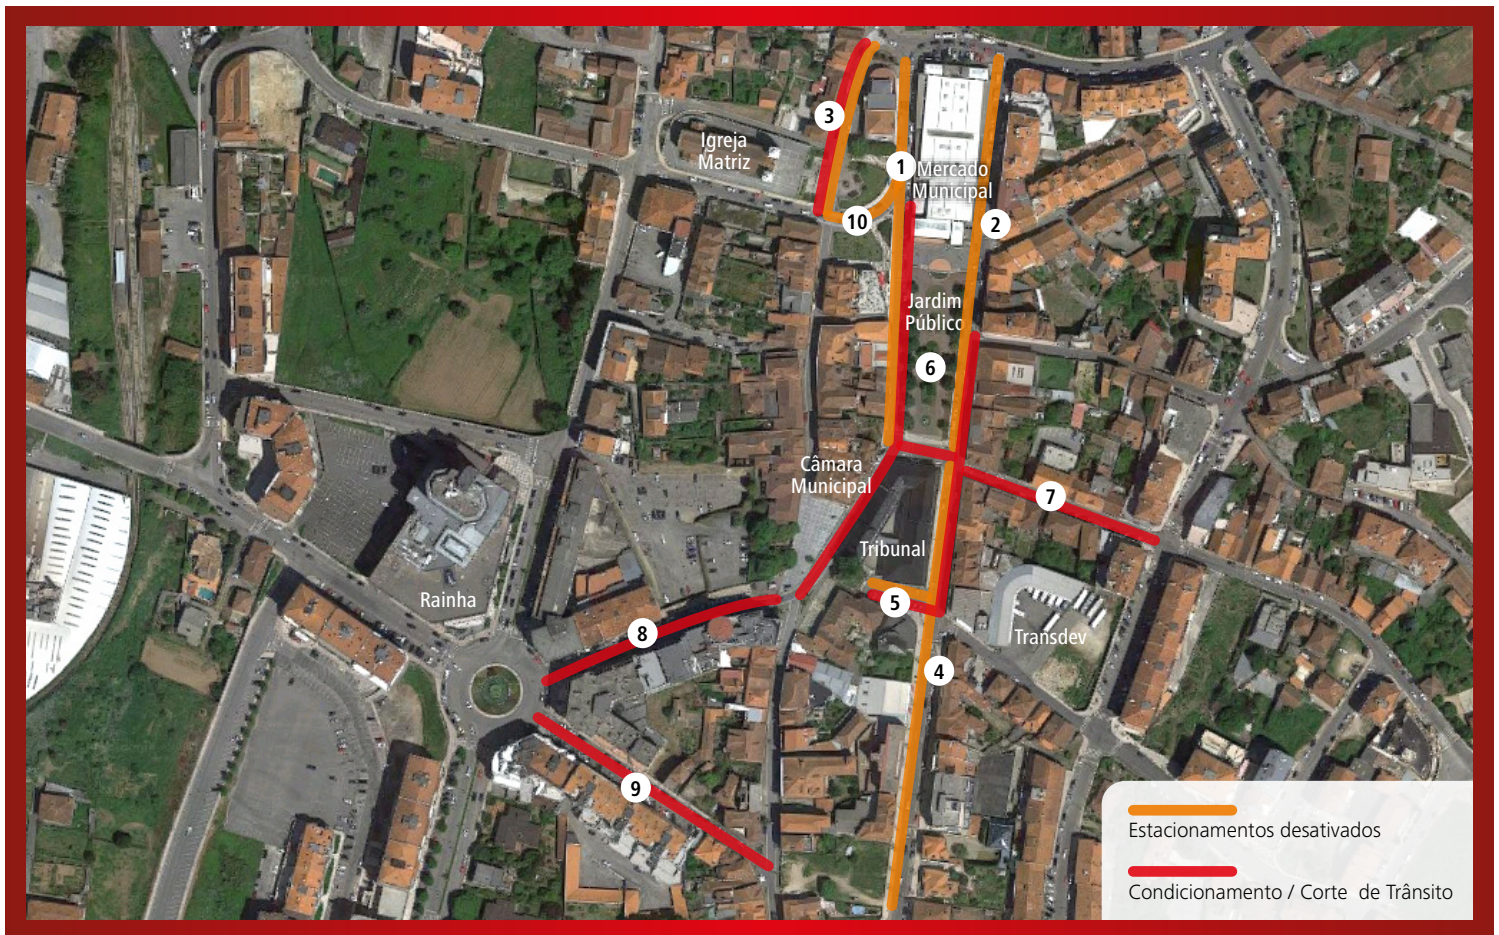 3
Igreja
Matriz
1
Mercado
Municipal
10
2
Jardim
Público
6
Câmara
Municipal
7
Tribunal
Rainha
5
8
Transdev
4
9
Estacionamentos desativados
Condicionamento / Corte de Trânsito